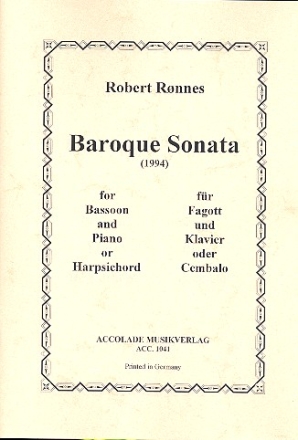 Robert Rønnes
Baroque Sonata
(1994)
for
Bassoon
and
Piano
or
Harpsichord
für
Fagott
und
Klavier
oder
Cembalo
ACCOLADE MUSIKVERLAG
ACC. 1041
Printed in Germany